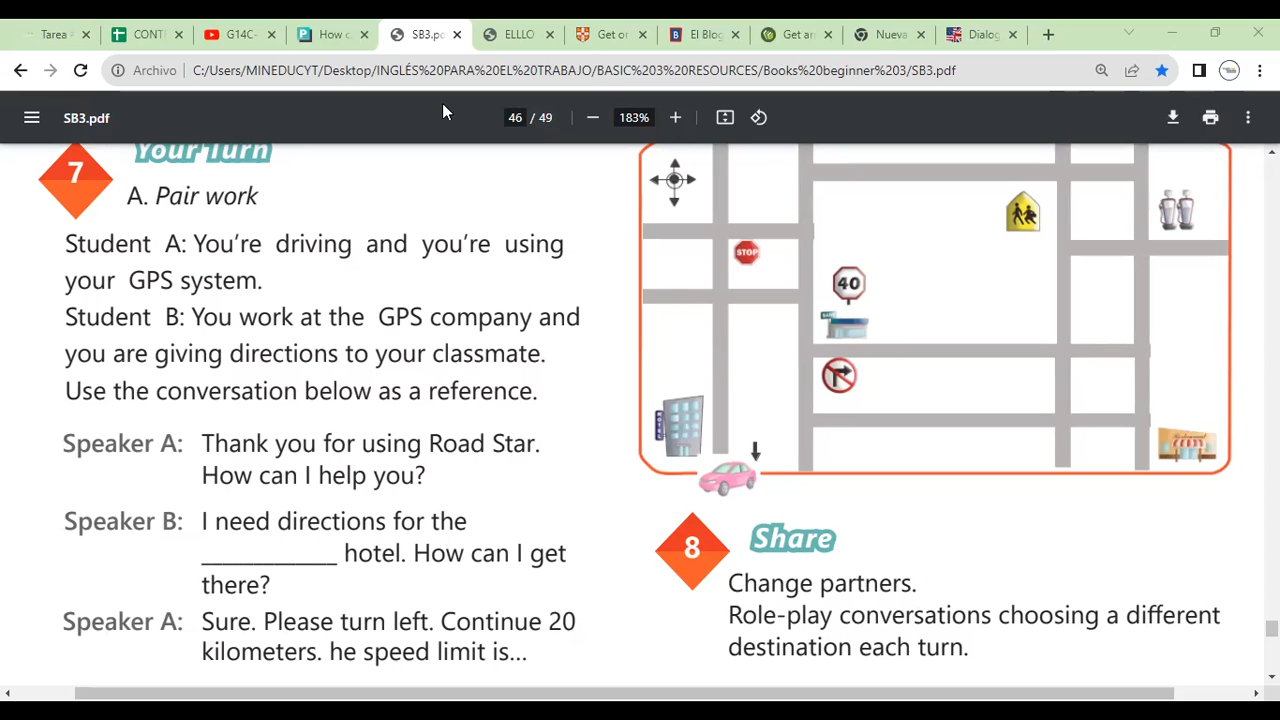 Tarea
CONT
G14C-
How c
SB3.pc
ELLLO
Get or
El Blog
Get an
Nueva
Dialog
Archivo C:/Users/MINEDUCYT/Desktop/INGLÉS%20PARA%20EL%20TRABAJO/BASIC%203%20RESOURCES/Books%20beginner%203/SB3.pdf
SB3.pdf
46 / 49
183%
7 Your Turn
A. Pair work
Student A: You're driving and you're using
your GPS system.
Student B: You work at the GPS company and
you are giving directions to your classmate.
Use the conversation below as a reference.
Speaker A: Thank you for using Road Star.
How can I help you?
Speaker B: I need directions for the
_____________ hotel. How can I get
there?
Speaker A: Sure. Please turn left. Continue 20
kilometers. he speed limit is...
STOP
40
HOTEL
8 Share
Change partners.
Role-play conversations choosing a different
destination each turn.